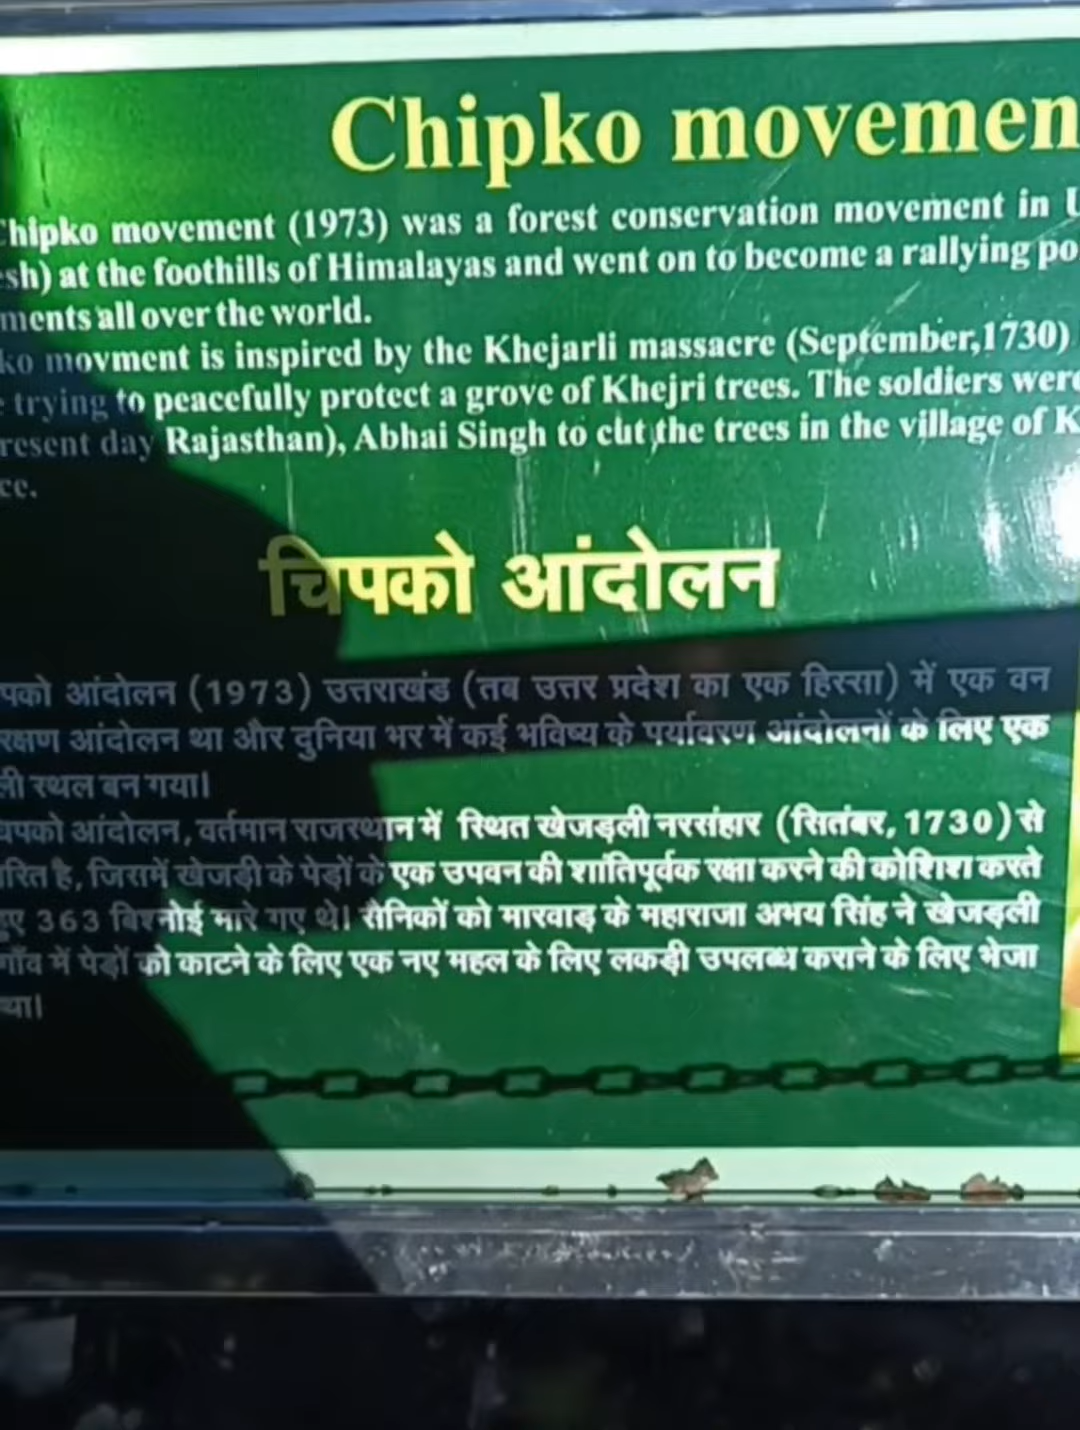 Chipko movemen
Chipko movement (1973) was a forest conservation movement in U
esh) at the foothills of Himalayas and went on to become a rallying po
ments all over the world.
ko movment is inspired by the Khejarli massacre (September,1730)
trying to peacefully protect a grove of Khejri trees. The soldiers were
resent day Rajasthan), Abhai Singh to cut the trees in the village of K
ce.
चिपको आंदोलन
पको आंदोलन (1973) उत्तराखंड (तब उत्तर प्रदेश का एक हिस्सा) में एक वन
रक्षण आंदोलन था और दुनिया भर में कई भविष्य के पर्यावरण आंदोलनों के लिए एक
ली स्थल बन गया।
पको आंदोलन, वर्तमान राजस्थान में स्थित खेजड़ली नरसंहार (सितंबर, 1730) से
रित है, जिसमें खेजड़ी के पेड़ों के एक उपवन की शांतिपूर्वक रक्षा करने की कोशिश करते
हुए 363 बिश्नोई मारे गए थे। सैनिकों को मारवाड़ के महाराजा अभय सिंह ने खेजड़ली
गाँव में पेड़ों को काटने के लिए एक नए महल के लिए लकड़ी उपलब्ध कराने के लिए भेजा
था।